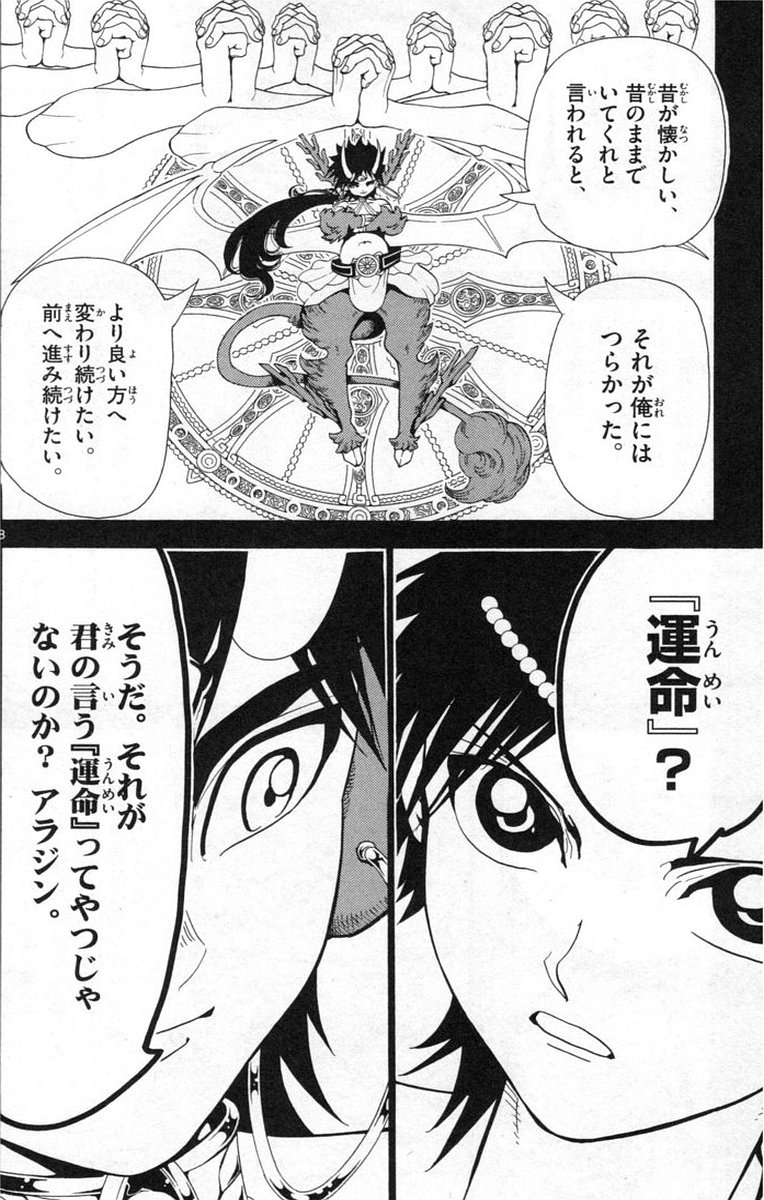 昔が懐かしい、
昔のままで
いてくれと
言われると、
それが俺には
つらかった。
より良い方へ
変わり続けたい。
前へ進み続けたい。
『運命』?
そうだ。それが
君の言う『運命』ってやつじゃ
ないのか? アラジン。